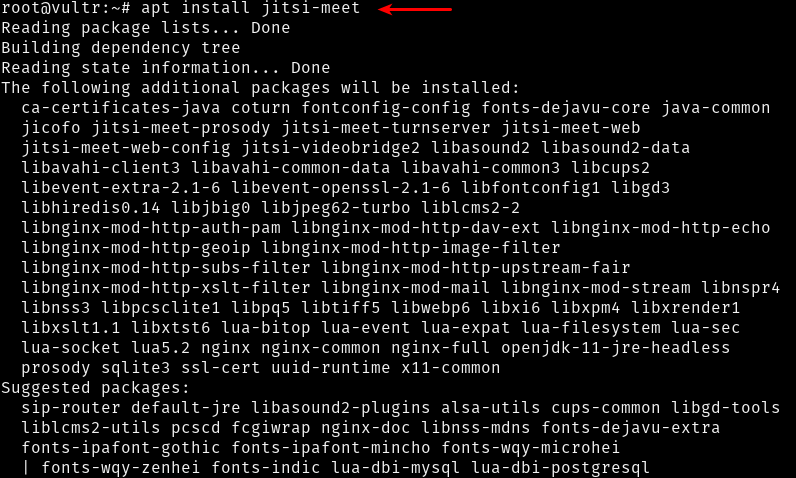 root@vultr:~# apt install jitsi-meet
Reading package lists... Done
Building dependency tree
Reading state information... Done
The following additional packages will be installed:
  ca-certificates-java coturn fontconfig-config fonts-dejavu-core java-common
  jicofo jitsi-meet-prosody jitsi-meet-turnserver jitsi-meet-web
  jitsi-meet-web-config jitsi-videobridge2 libasound2 libasound2-data
  libavahi-client3 libavahi-common-data libavahi-common3 libcups2
  libevent-extra-2.1-6 libevent-openssl-2.1-6 libfontconfig1 libgd3
  libhiredis0.14 libjbig0 libjpeg62-turbo liblcms2-2
  libnginx-mod-http-auth-pam libnginx-mod-http-dav-ext libnginx-mod-http-echo
  libnginx-mod-http-geoip libnginx-mod-http-image-filter
  libnginx-mod-http-subs-filter libnginx-mod-http-upstream-fair
  libnginx-mod-http-xslt-filter libnginx-mod-mail libnginx-mod-stream libnspr4
  libnss3 libpcsclite1 libpq5 libtiff5 libwebp6 libxi6 libxpm4 libxrender1
  libxslt1.1 libxtst6 lua-bitop lua-event lua-expat lua-filesystem lua-sec
  lua-socket lua5.2 nginx nginx-common nginx-full openjdk-11-jre-headless
  prosody sqlite3 ssl-cert uuid-runtime x11-common
Suggested packages:
  sip-router default-jre libasound2-plugins alsa-utils cups-common libgd-tools
  liblcms2-utils pcscd fcgiwrap nginx-doc libnss-mdns fonts-dejavu-extra
  fonts-ipafont-gothic fonts-ipafont-mincho fonts-wqy-microhei
  | fonts-wqy-zenhei fonts-indic lua-dbi-mysql lua-dbi-postgresql